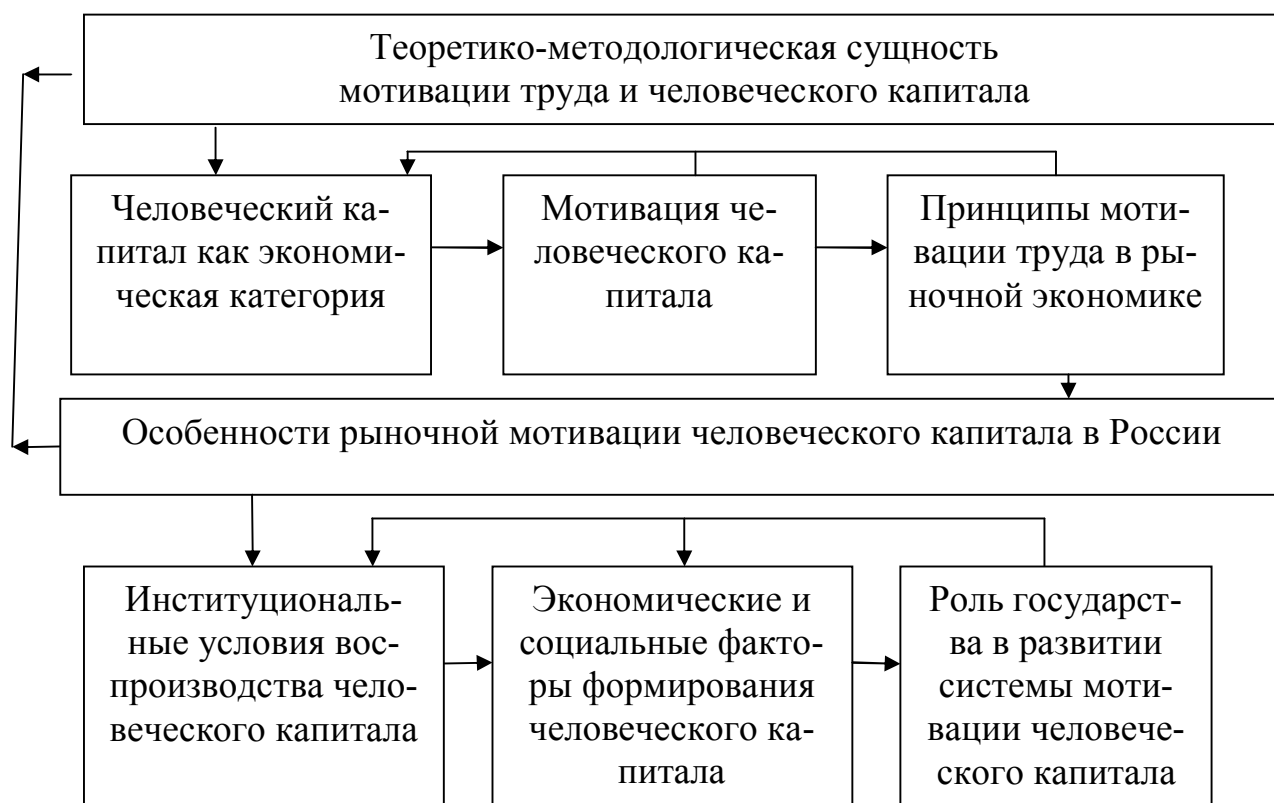 Теоретико-методологическая сущность
мотивации труда и человеческого капитала
Человеческий ка-
питал как экономи-
ческая категория
Мотивация че-
ловеческого ка-
питала
Принципы моти-
вации труда в ры-
ночной экономике
Особенности рыночной мотивации человеческого капитала в России
Институциональ-
ные условия вос-
производства чело-
веческого капитала
Экономические и
социальные факто-
ры формирования
человеческого ка-
питала
Роль государст-
ва в развитии
системы моти-
вации человече-
ского капитала